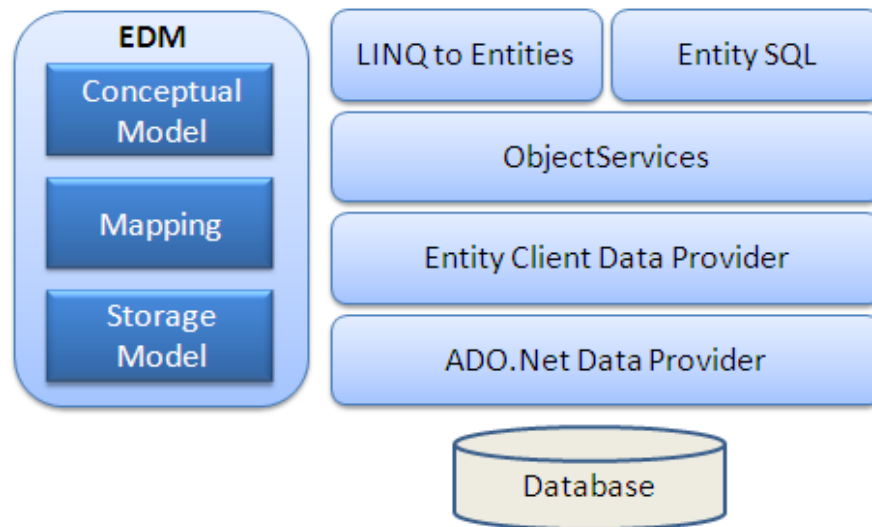 EDM
Conceptual
Model
Mapping
Storage
Model
LINQ to Entities
Entity SQL
ObjectServices
Entity Client Data Provider
ADO.Net Data Provider
Database